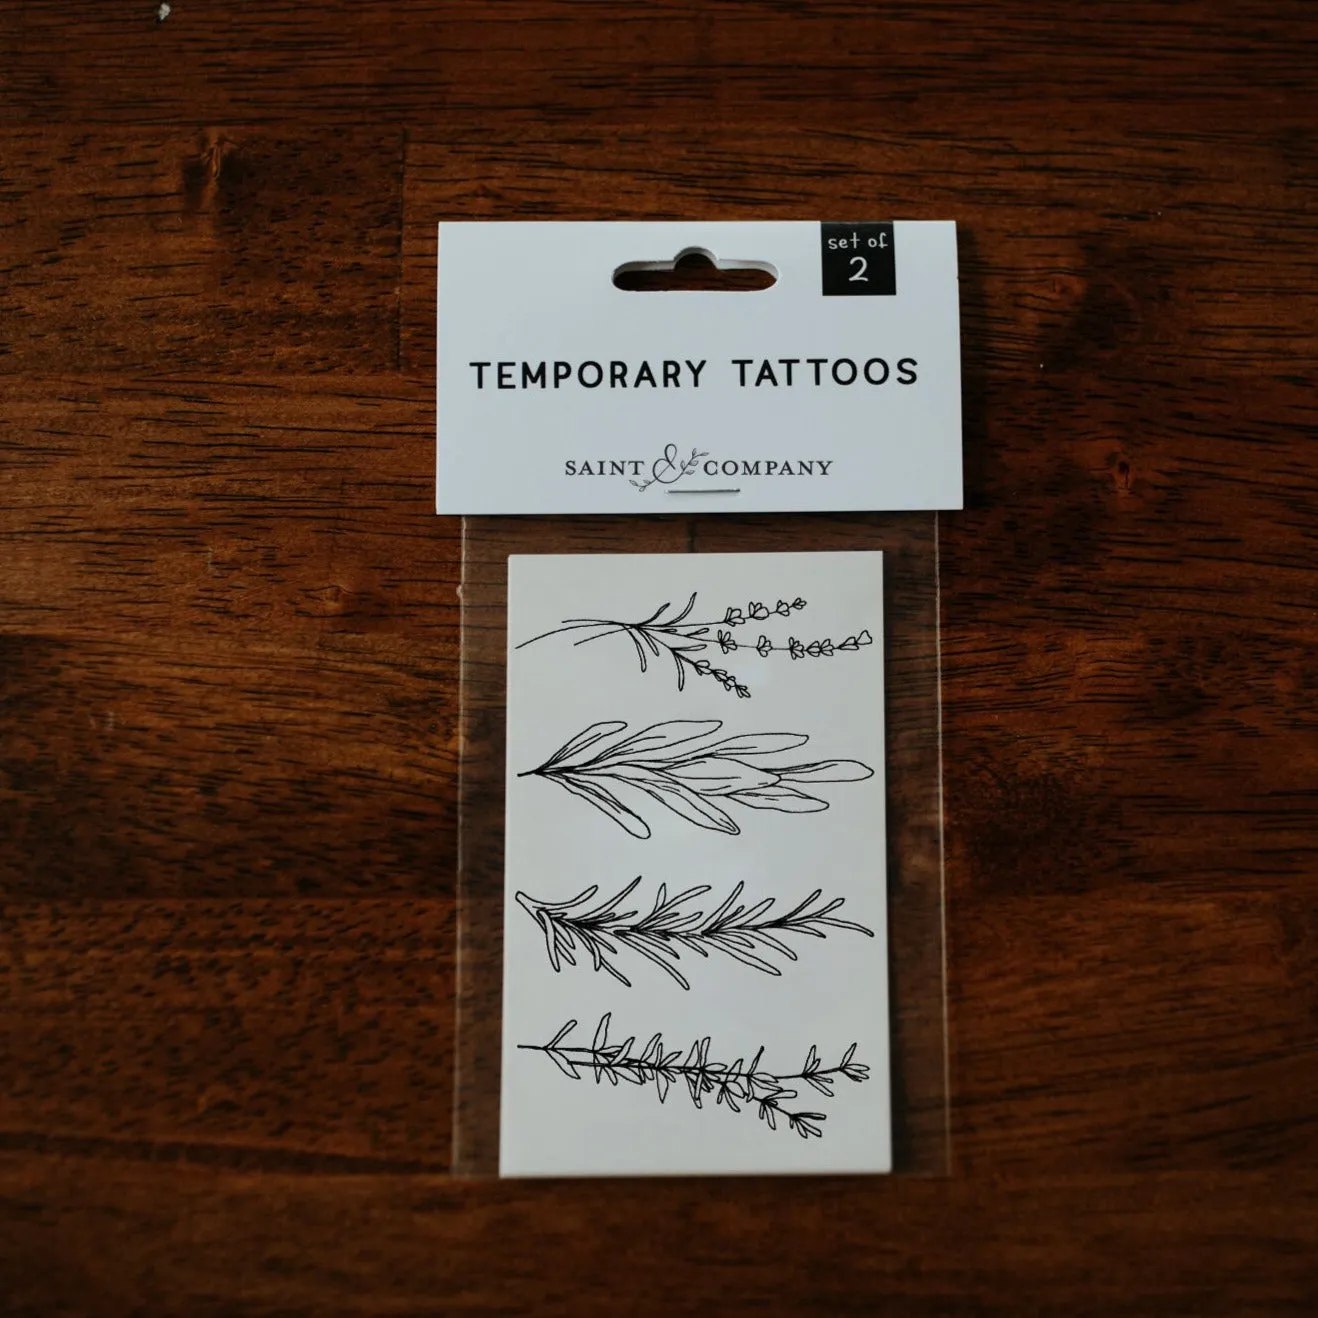 set of
2
TEMPORARY TATTOOS
SAINT & COMPANY